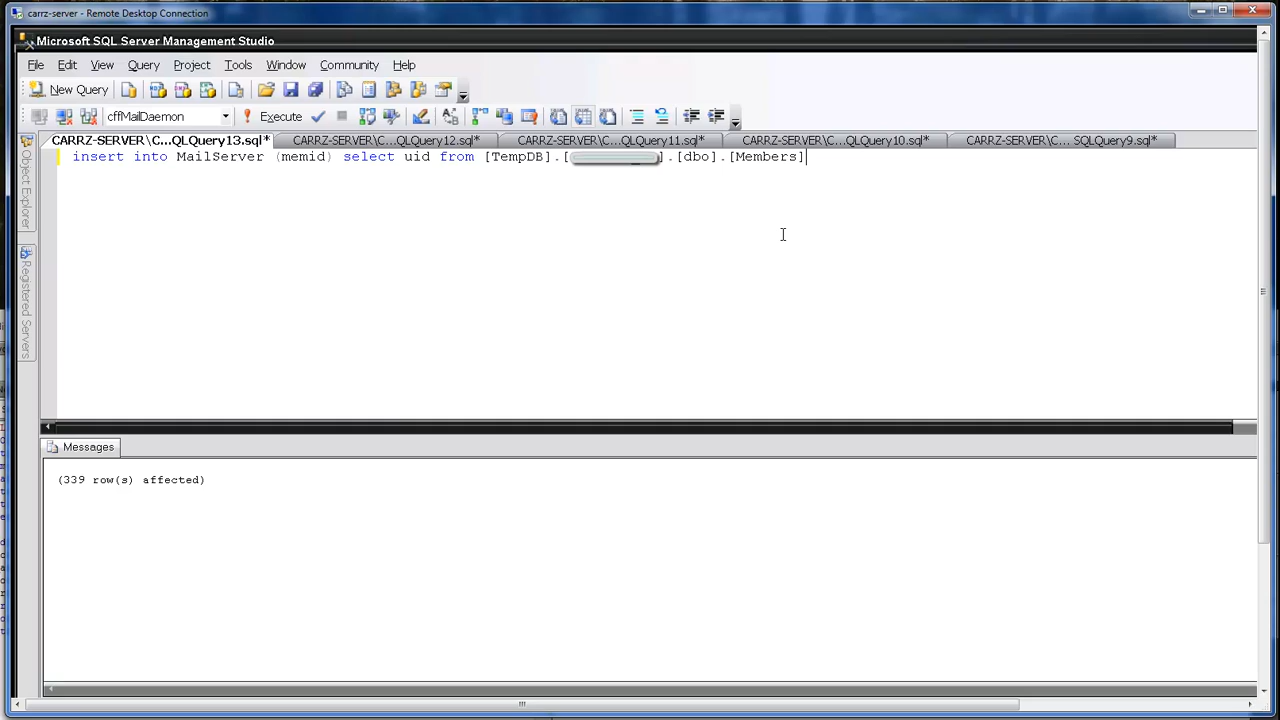 carrz-server - Remote Desktop Connection
Microsoft SQL Server Management Studio
File Edit View Query Project Tools Window Community Help
New Query
cffMailDaemon Execute
CARRZ-SERVER\C...QLQuery13.sql* CARRZ-SERVER\C...QLQuery12.sql* CARRZ-SERVER\C...QLQuery11.sql* CARRZ-SERVER\C...QLQuery10.sql* CARRZ-SERVER\C... SQLQuery9.sql*
insert into MailServer (memid) select uid from [TempDB].[ ].[dbo].[Members]
Object Explorer
Registered Servers
Messages
(339 row(s) affected)